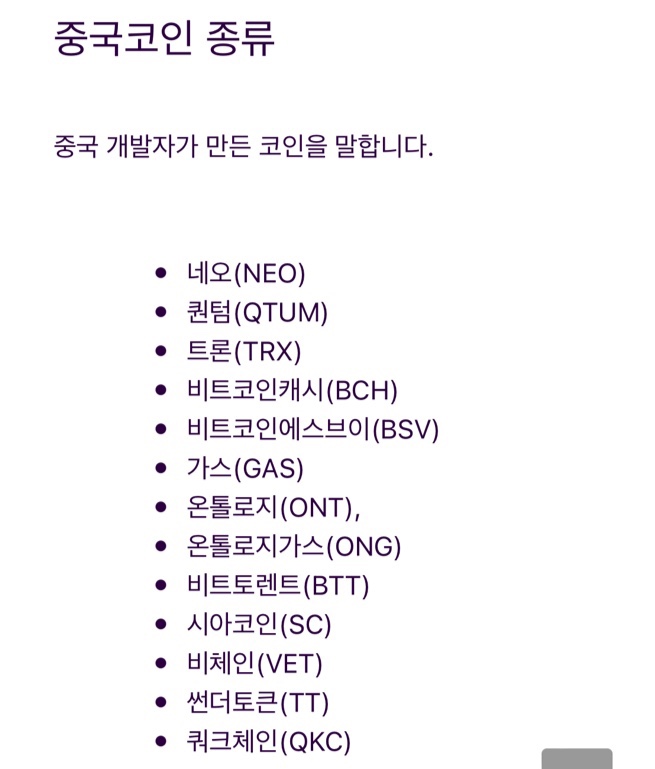 중국코인 종류
중국 개발자가 만든 코인을 말합니다.
• 네오(NEO)
• 퀀텀(QTUM)
• 트론(TRX)
• 비트코인캐시(BCH)
• 비트코인에스브이(BSV)
• 가스(GAS)
• 온톨로지(ONT),
• 온톨로지가스(ONG)
• 비트토렌트(BTT)
• 시아코인(SC)
• 비체인(VET)
• 썬더토큰(TT)
• 쿼크체인(QKC)